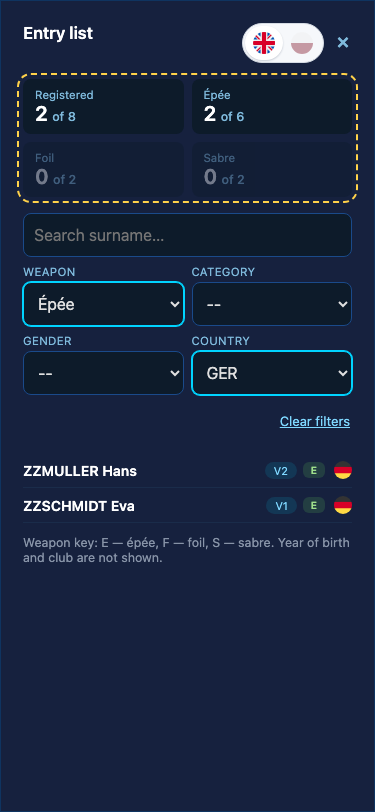 Entry list
×
Registered
2 of 8
Épée
2 of 6
Foil
0 of 2
Sabre
0 of 2
Search surname...
WEAPON
CATEGORY
Épée
--
GENDER
COUNTRY
--
GER
Clear filters
ZZMULLER Hans V2 E
ZZSCHMIDT Eva V1 E
Weapon key: E — épée, F — foil, S — sabre. Year of birth
and club are not shown.